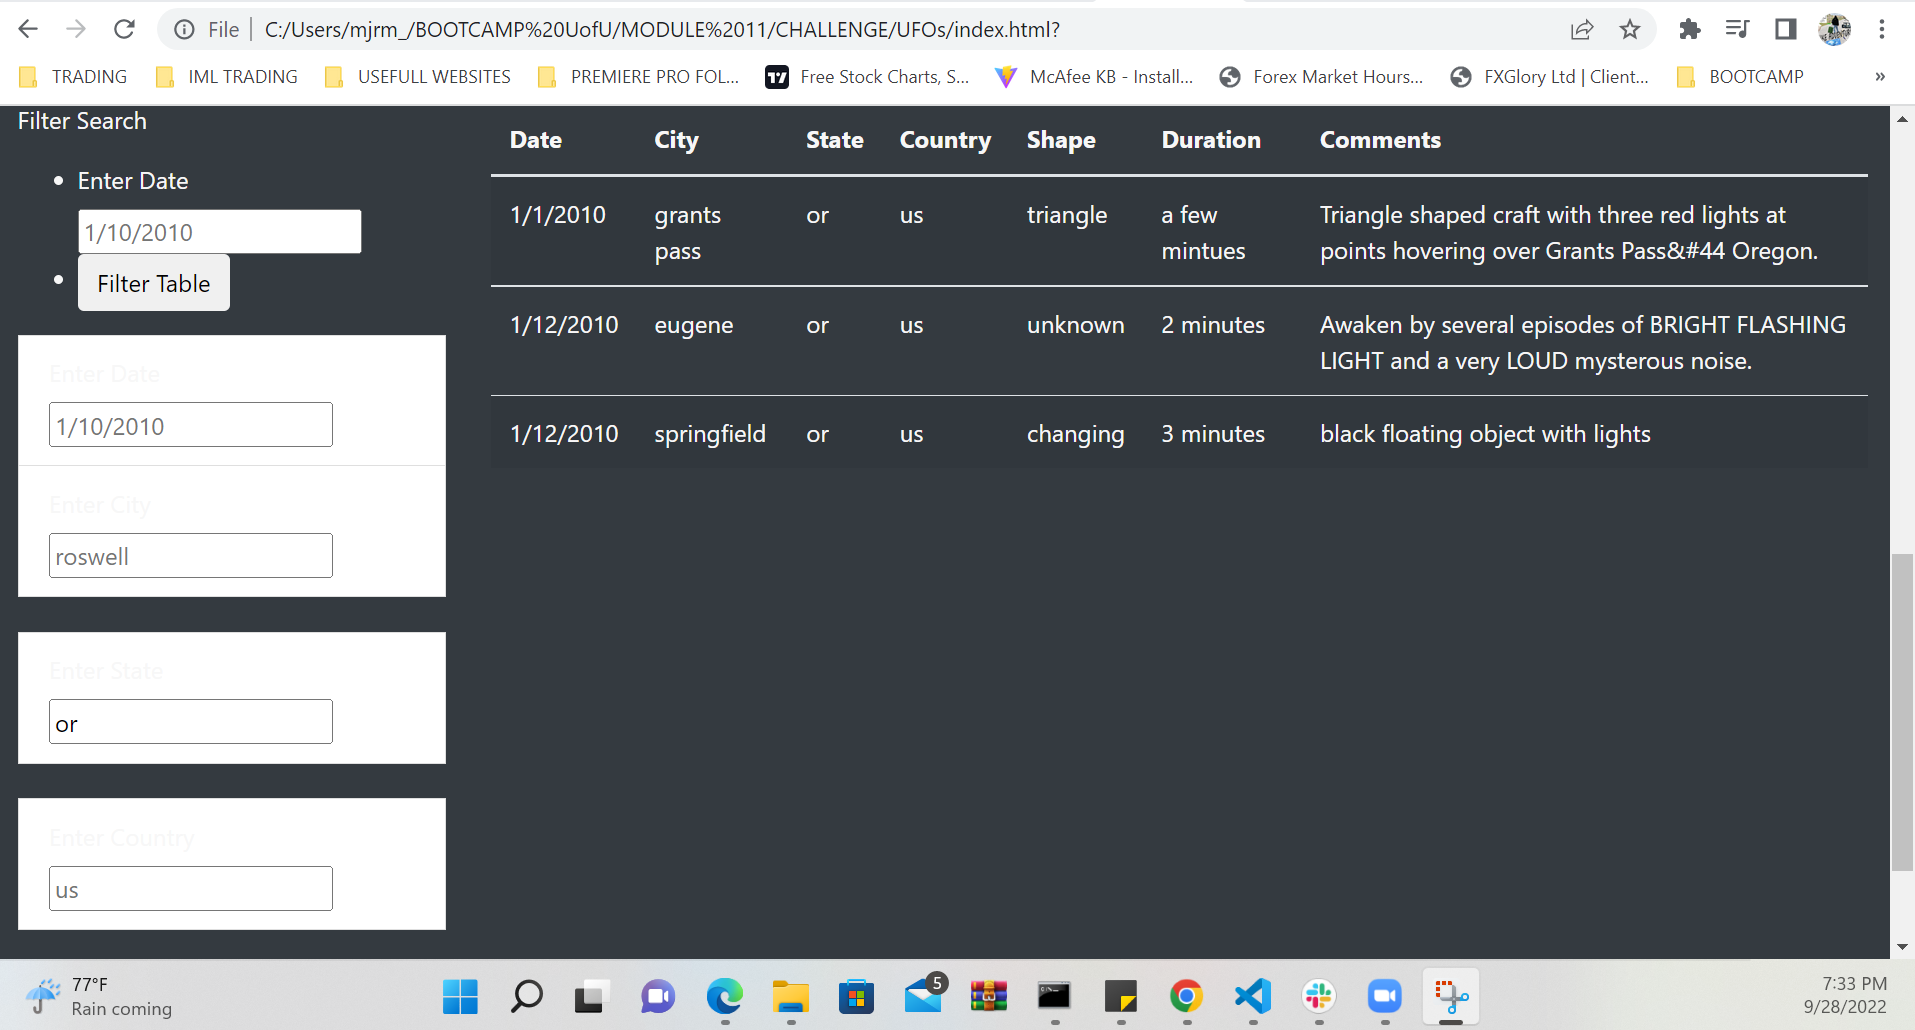 File
C:/Users/mjrm_/BOOTCAMP%20UofU/MODULE%2011/CHALLENGE/UFOs/index.html?
TRADING
IML TRADING
USEFULL WEBSITES
PREMIERE PRO FOL...
Free Stock Charts, S...
McAfee KB - Install...
Forex Market Hours...
FXGlory Ltd | Client...
BOOTCAMP
»
Filter Search
Enter Date
1/10/2010
Filter Table
Enter Date
1/10/2010
Enter City
roswell
Enter State
or
Enter Country
us
Date City State Country Shape Duration Comments
1/1/2010 grants or us triangle a few Triangle shaped craft with three red lights at
pass mintues points hovering over Grants Pass&#44 Oregon.
1/12/2010 eugene or us unknown 2 minutes Awaken by several episodes of BRIGHT FLASHING
LIGHT and a very LOUD mysterous noise.
1/12/2010 springfield or us changing 3 minutes black floating object with lights
77°F
Rain coming
5
7:33 PM
9/28/2022